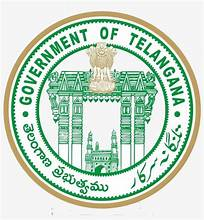 GOVERNMENT OF TELANGANA
తెలంగాణ ప్రభుత్వము
تلنگانہ سرکار